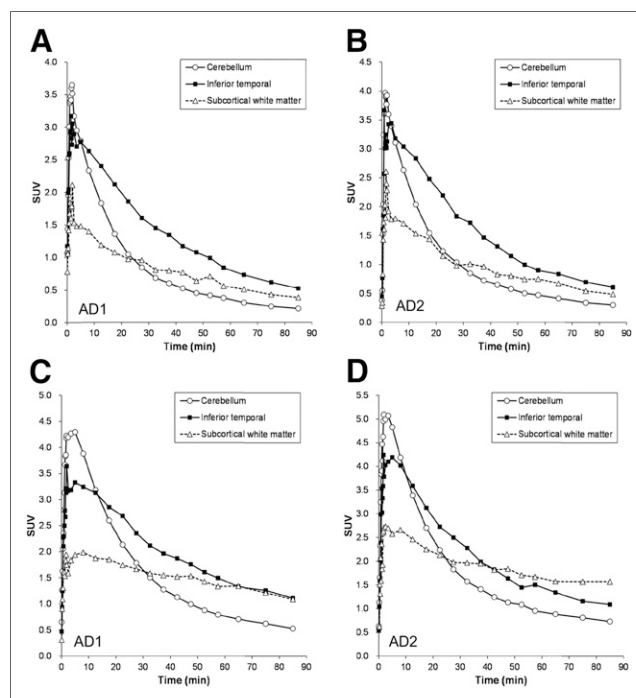 A
4.0
3.5
3.0
2.5
2.0
1.5
1.0
0.5
0.0
SUV
Cerebellum
Inferior temporal
Subcortical white matter
AD1
0 10 20 30 40 50 60 70 80 90
Time (min)
B
4.5
4.0
3.5
3.0
2.5
2.0
1.5
1.0
0.5
0.0
SUV
Cerebellum
Inferior temporal
Subcortical white matter
AD2
0 10 20 30 40 50 60 70 80 90
Time (min)
C
5.0
4.5
4.0
3.5
3.0
2.5
2.0
1.5
1.0
0.5
0.0
SUV
Cerebellum
Inferior temporal
Subcortical white matter
AD1
0 10 20 30 40 50 60 70 80 90
Time (min)
D
5.5
5.0
4.5
4.0
3.5
3.0
2.5
2.0
1.5
1.0
0.5
0.0
SUV
Cerebellum
Inferior temporal
Subcortical white matter
AD2
0 10 20 30 40 50 60 70 80 90
Time (min)